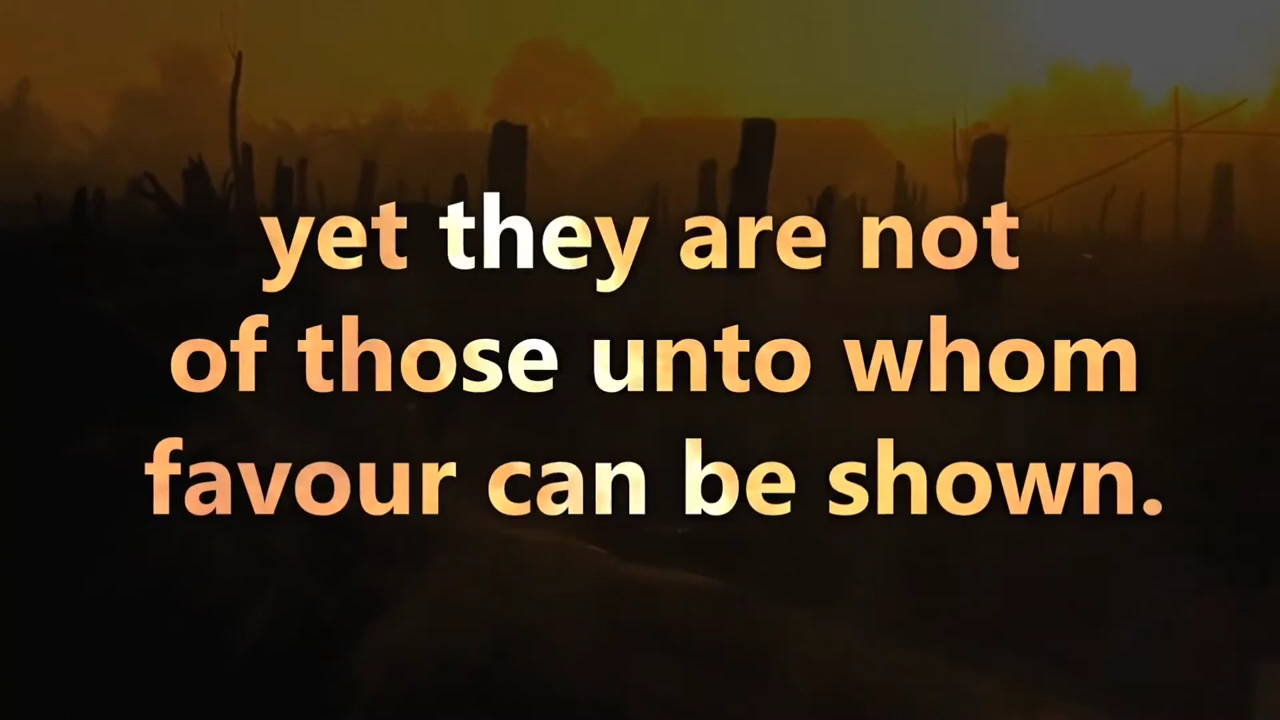 yet they are not
of those unto whom
favour can be shown.